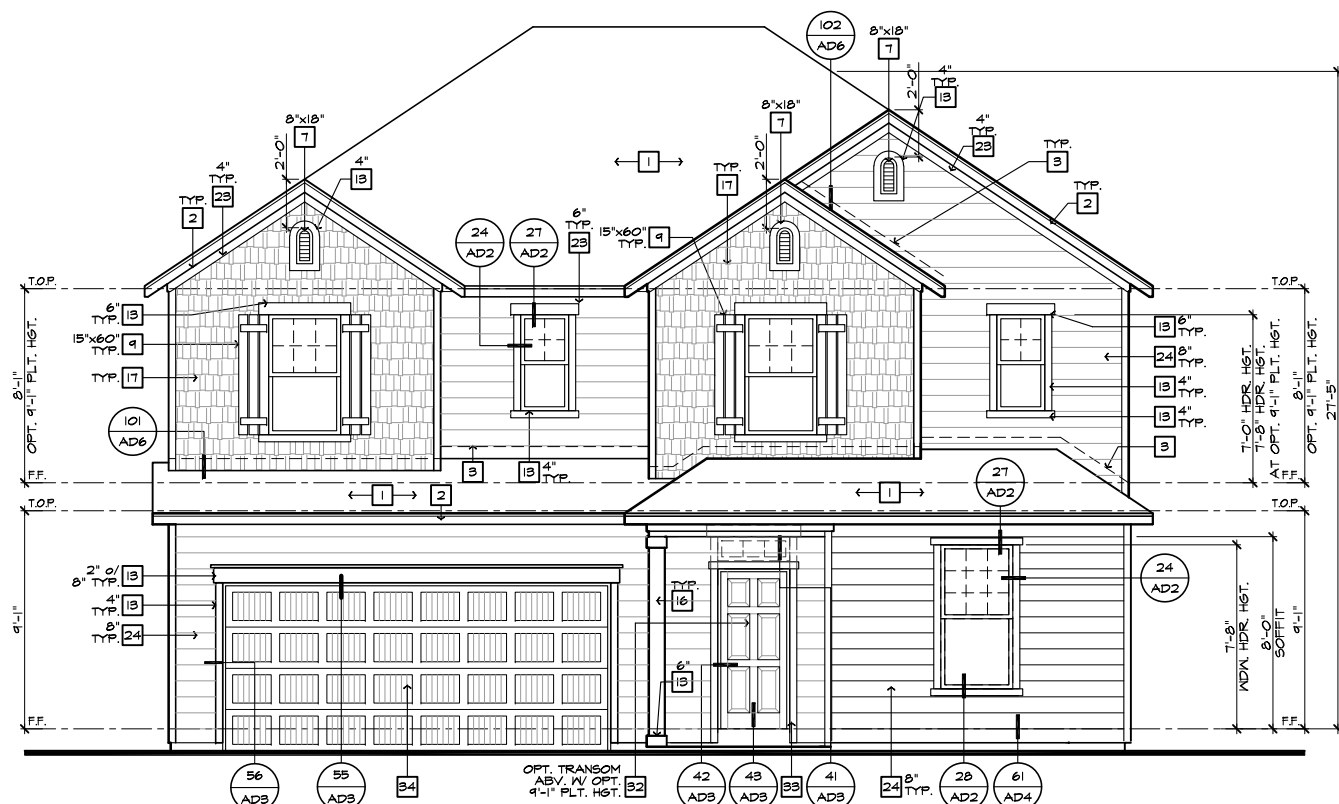 102
AD6
8"x18"
7
2'-0"
4"
13
8"x18"
7
2'-0"
4"
13
8"x18"
7
2'-0"
4"
TYP.
23
TYP.
3
TYP.
2
1
TYP.
17
4"
TYP.
23
TYP.
2
24
AD2
27
AD2
6"
TYP.
23
15"x60"
TYP.
9
T.O.P.
T.O.P.
6"
TYP.
13
15"x60"
TYP.
9
TYP.
17
101
AD6
8'-1"
OPT. 9'-1" PLT. HGT.
13
6"
TYP.
24
8"
TYP.
13
4"
TYP.
13
4"
TYP.
3
7'-0" HDR. HGT.
7'-8" HDR. HGT.
AT OPT. 9'-1" PLT. HGT.
8'-1"
OPT. 9'-1" PLT. HGT.
27'-5"
3
13
4"
TYP.
F.F.
F.F.
1
2
1
27
AD2
T.O.P.
T.O.P.
2" o/
8" TYP.
13
4"
TYP.
13
8"
TYP.
24
9'-1"
TYP.
16
6"
13
24
AD2
7'-8"
WDW. HDR. HGT.
8'-0"
SOFFIT
9'-1"
F.F.
F.F.
56
AD3
55
AD3
34
OPT. TRANSOM
ABV. W/ OPT.
9'-1" PLT. HGT.
32
42
AD3
43
AD3
33
41
AD3
24
8"
TYP.
28
AD2
61
AD4